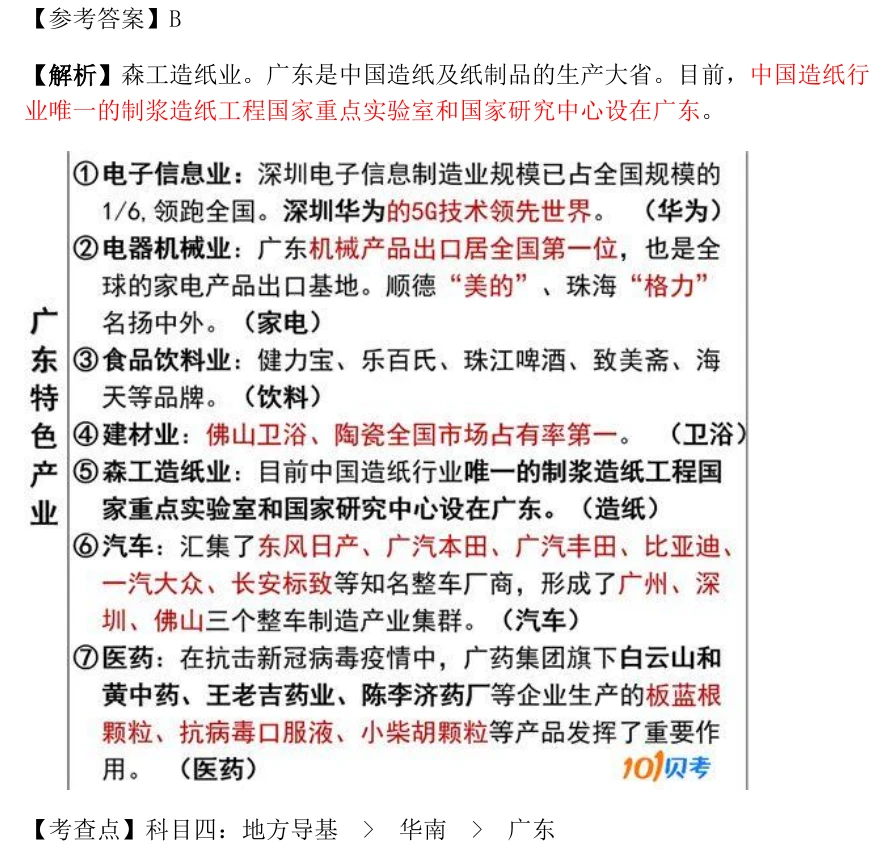 【参考答案】B
【解析】森工造纸业。广东是中国造纸及纸制品的生产大省。目前，中国造纸行
业唯一的制浆造纸工程国家重点实验室和国家研究中心设在广东。
广东特色产业
①电子信息业：深圳电子信息制造业规模已占全国规模的
1/6,领跑全国。深圳华为的5G技术领先世界。（华为）
②电器机械业：广东机械产品出口居全国第一位，也是全
球的家电产品出口基地。顺德“美的”、珠海“格力”
名扬中外。（家电）
③食品饮料业：健力宝、乐百氏、珠江啤酒、致美斋、海
天等品牌。（饮料）
④建材业：佛山卫浴、陶瓷全国市场占有率第一。（卫浴）
⑤森工造纸业：目前中国造纸行业唯一的制浆造纸工程国
家重点实验室和国家研究中心设在广东。（造纸）
⑥汽车：汇集了东风日产、广汽本田、广汽丰田、比亚迪、
一汽大众、长安标致等知名整车厂商，形成了广州、深
圳、佛山三个整车制造产业集群。（汽车）
⑦医药：在抗击新冠病毒疫情中，广药集团旗下白云山和
黄中药、王老吉药业、陈李济药厂等企业生产的板蓝根
颗粒、抗病毒口服液、小柴胡颗粒等产品发挥了重要作
用。（医药）
101贝考
【考查点】科目四：地方导基 > 华南 > 广东